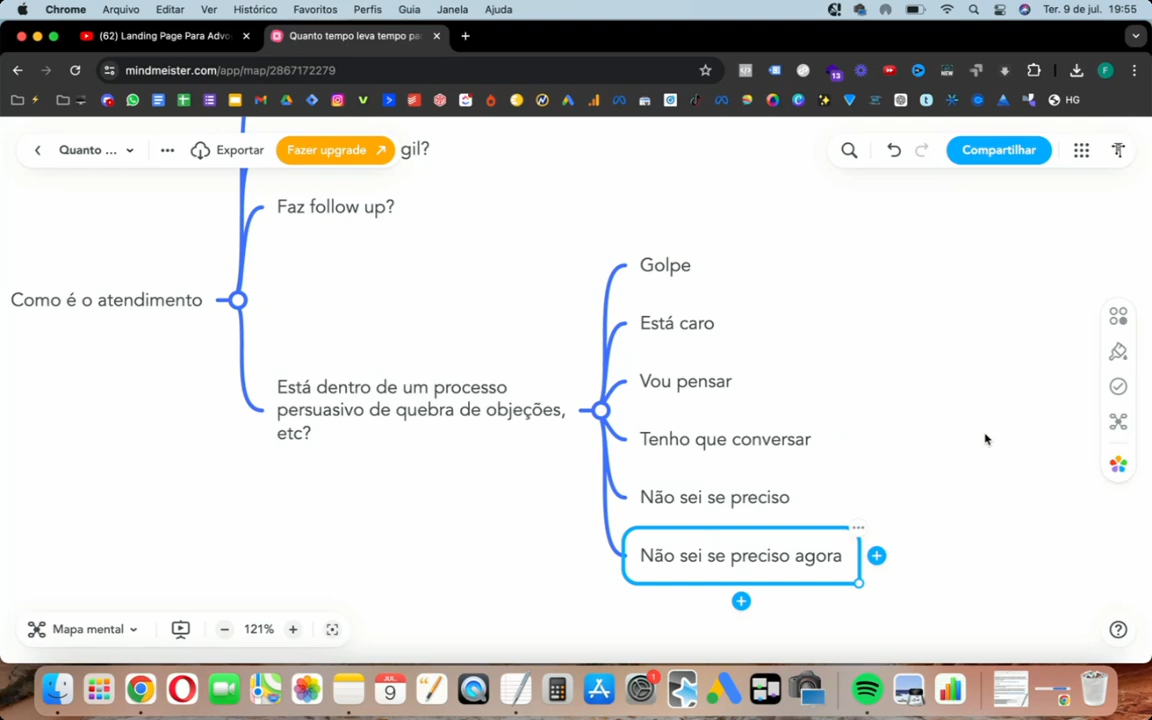 Chrome Arquivo Editar Ver Histórico Favoritos Perfis Guia Janela Ajuda Ter. 9 de jul. 19:55
(62) Landing Page Para Advo Quanto tempo leva tempo pa
mindmeister.com/app/map/2867172279
13 NEW F
HG
Quanto ... Exportar Fazer upgrade gil? Compartilhar
Faz follow up?
Como é o atendimento
Está dentro de um processo
persuasivo de quebra de objeções,
etc?
Golpe
Está caro
Vou pensar
Tenho que conversar
Não sei se preciso
Não sei se preciso agora
Mapa mental 121%
JUL.
9
1